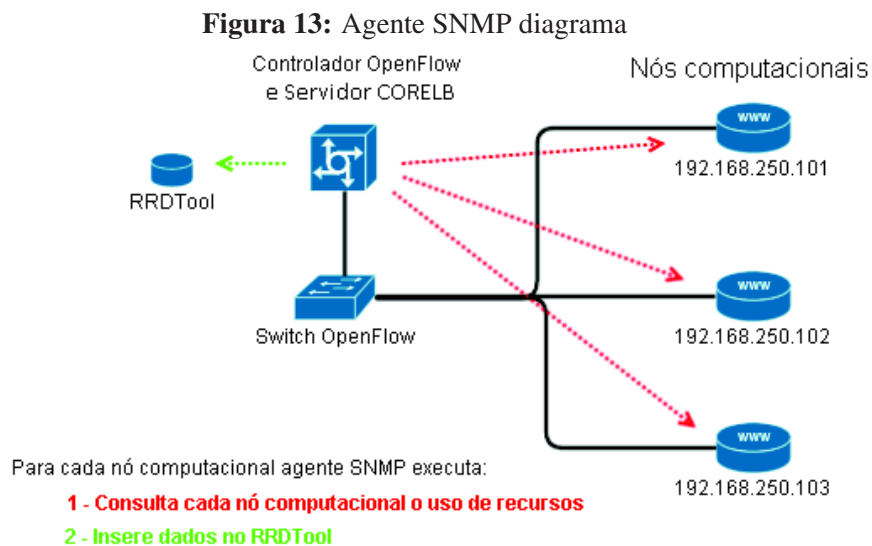 Figura 13: Agente SNMP diagrama
Controlador OpenFlow
e Servidor CORELB
Nós computacionais
www
192.168.250.101
RRDTool
www
192.168.250.102
Switch OpenFlow
www
192.168.250.103
Para cada nó computacional agente SNMP executa:
1 - Consulta cada nó computacional o uso de recursos
2 - Insere dados no RRDTool